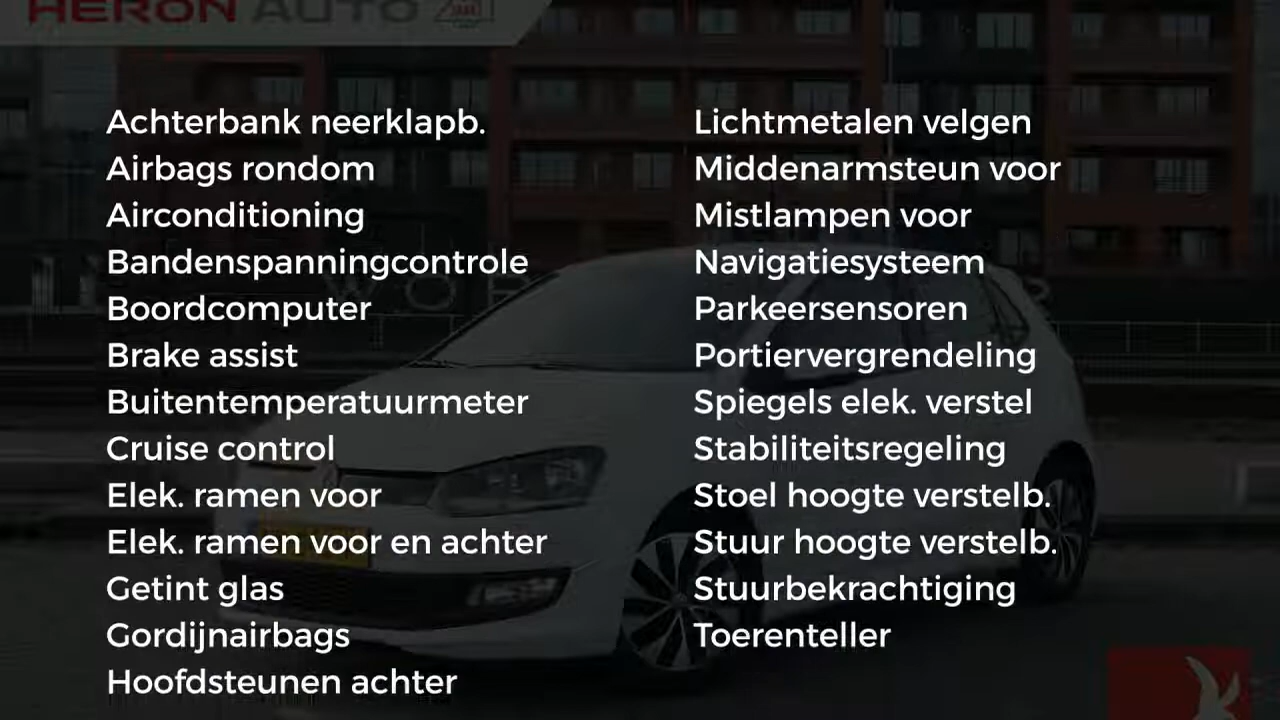 HERON AUTO
Achterbank neerklapb.
Airbags rondom
Airconditioning
Bandenspanningcontrole
Boordcomputer
Brake assist
Buitentemperatuurmeter
Cruise control
Elek. ramen voor
Elek. ramen voor en achter
Getint glas
Gordijnairbags
Hoofdsteunen achter
Lichtmetalen velgen
Middenarmsteun voor
Mistlampen voor
Navigatiesysteem
Parkeersensoren
Portiervergrendeling
Spiegels elek. verstel
Stabiliteitsregeling
Stoel hoogte verstelb.
Stuur hoogte verstelb.
Stuurbekrachtiging
Toerenteller